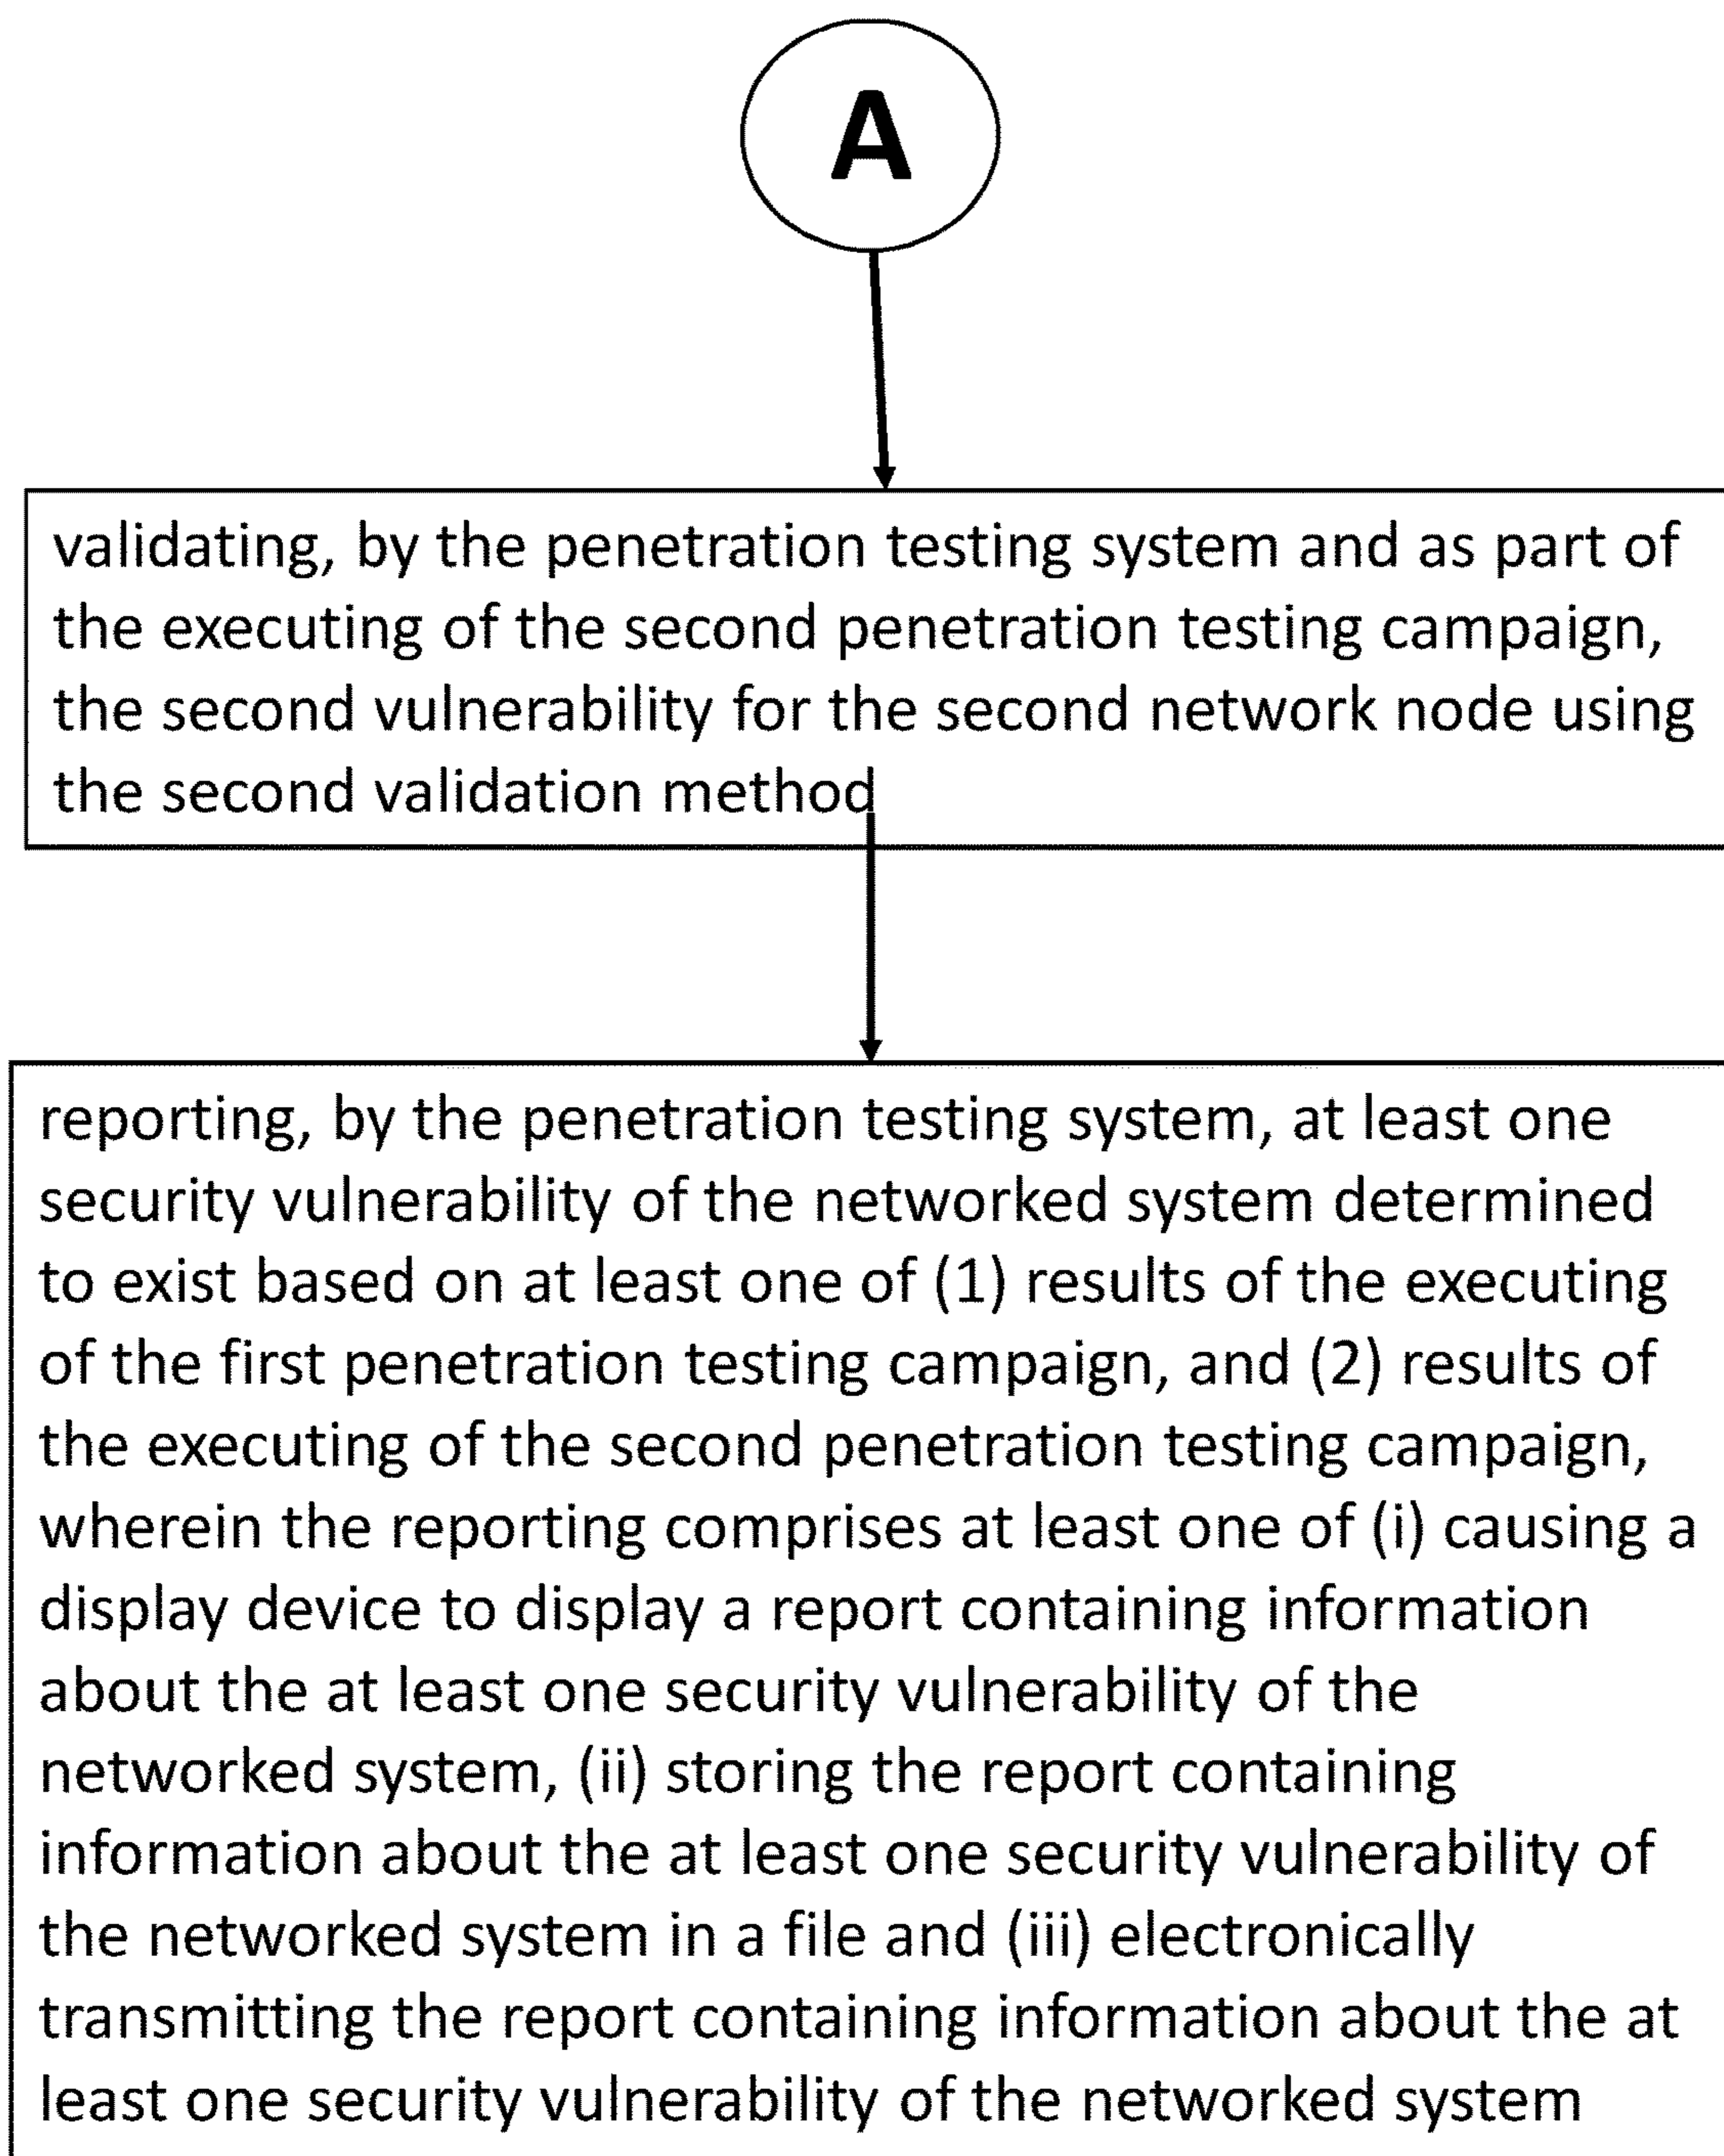 A
validating, by the penetration testing system and as part of
the executing of the second penetration testing campaign,
the second vulnerability for the second network node using
the second validation method
reporting, by the penetration testing system, at least one
security vulnerability of the networked system determined
to exist based on at least one of (1) results of the executing
of the first penetration testing campaign, and (2) results of
the executing of the second penetration testing campaign,
wherein the reporting comprises at least one of (i) causing a
display device to display a report containing information
about the at least one security vulnerability of the
networked system, (ii) storing the report containing
information about the at least one security vulnerability of
the networked system in a file and (iii) electronically
transmitting the report containing information about the at
least one security vulnerability of the networked system